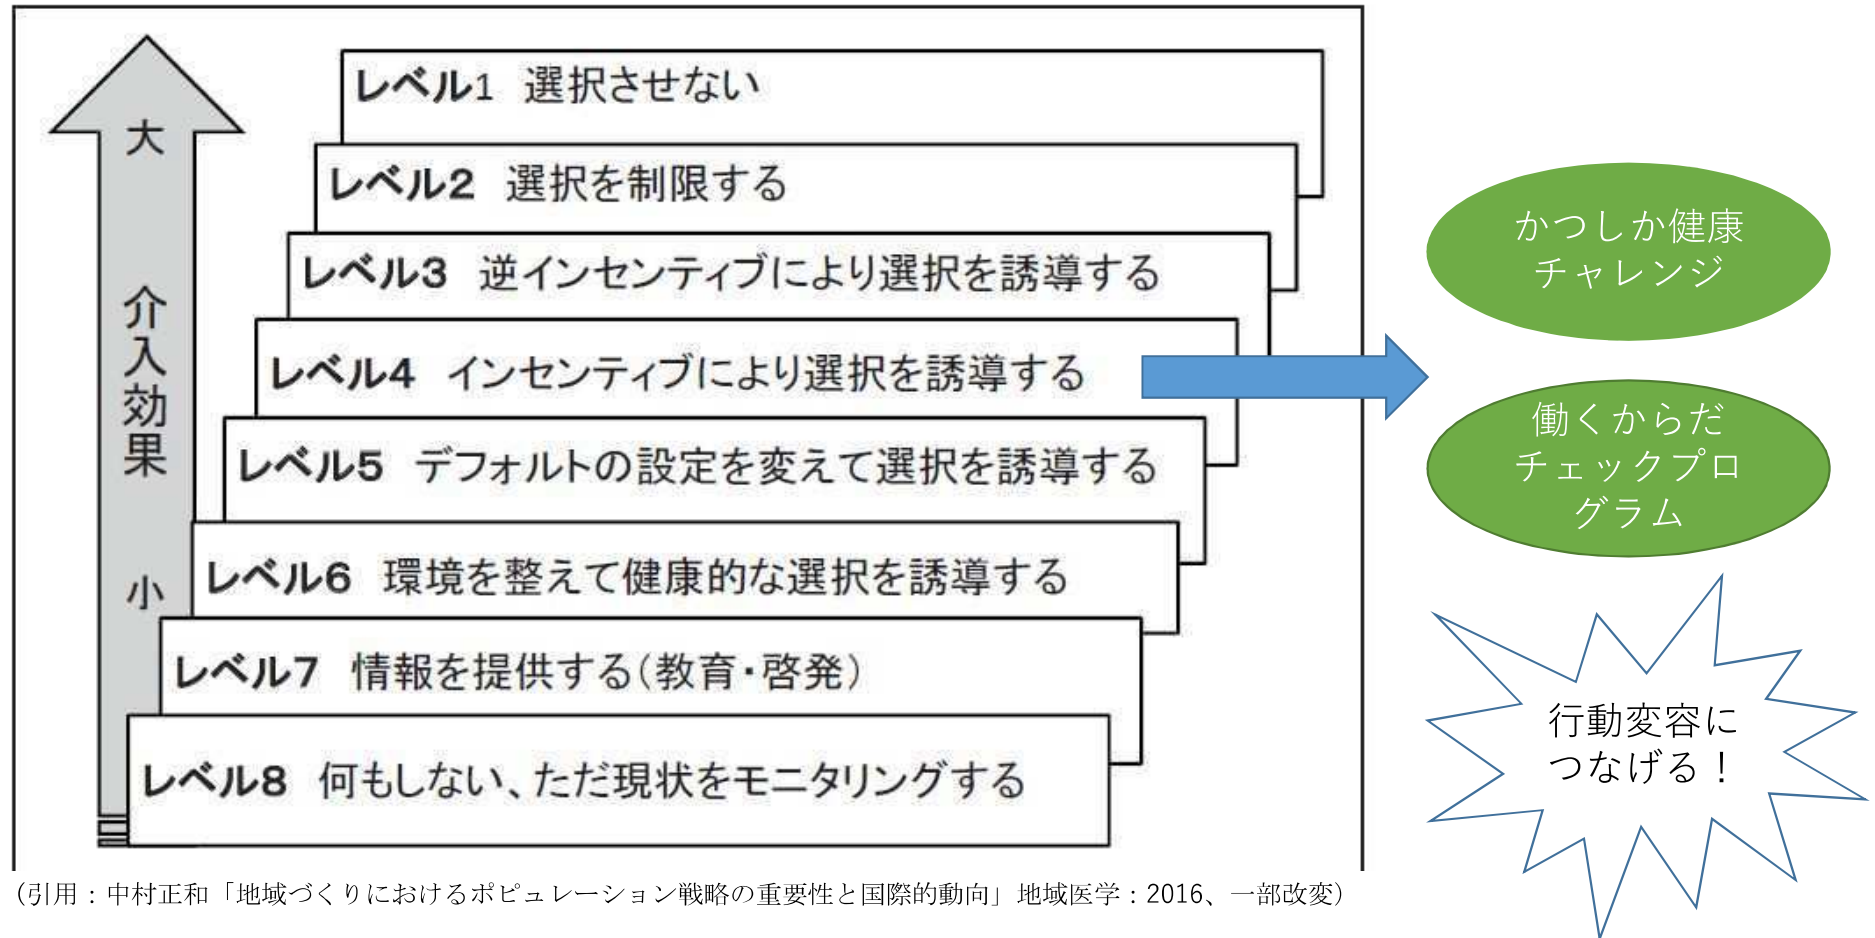 大
介入効果
小
レベル1 選択させない
レベル2 選択を制限する
レベル3 逆インセンティブにより選択を誘導する
レベル4 インセンティブにより選択を誘導する
レベル5 デフォルトの設定を変えて選択を誘導する
レベル6 環境を整えて健康的な選択を誘導する
レベル7 情報を提供する(教育・啓発)
レベル8 何もしない、ただ現状をモニタリングする
かつしか健康
チャレンジ
働くからだ
チェックプロ
グラム
行動変容に
つなげる！
(引用：中村正和「地域づくりにおけるポピュレーション戦略の重要性と国際的動向」地域医学：2016、一部改変)